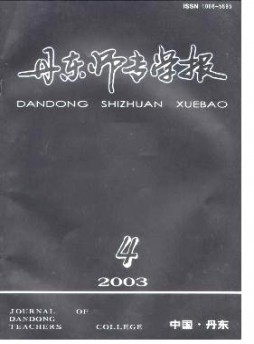 丹东师专学报
DANDONG SHIZHUAN XUEBAO
4
2003
JOURNAL OF
DANDONG
TEACHERS COLLEGE
中国·丹东